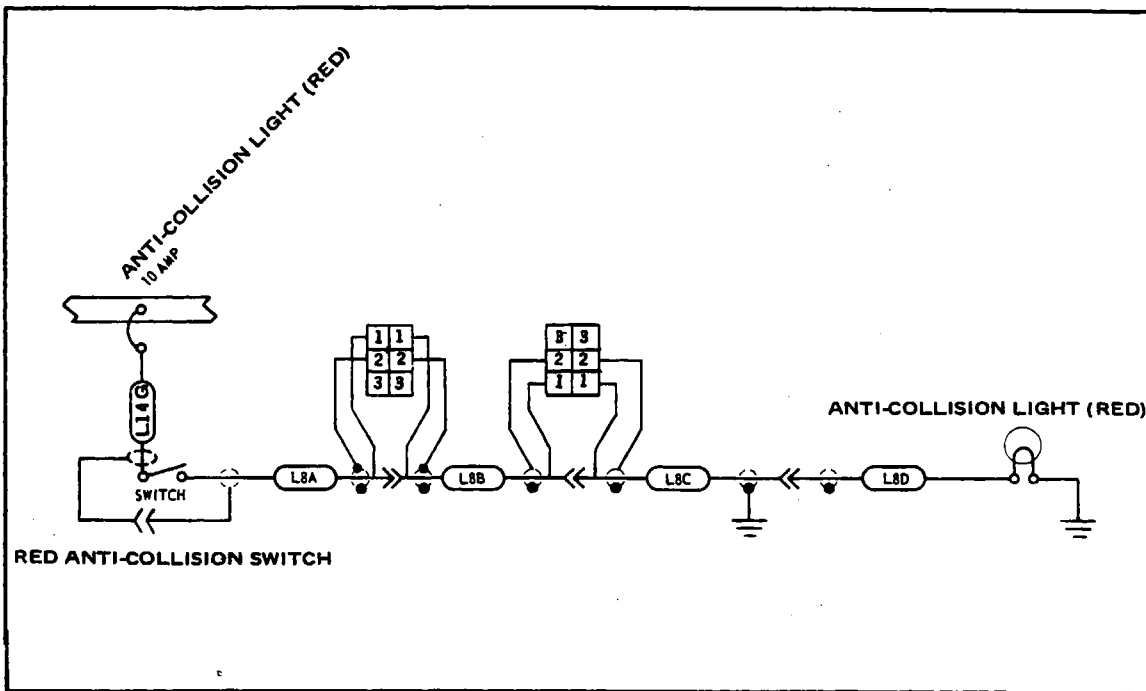 ANTI-COLLISION LIGHT (RED)
10 AMP
L14G
SWITCH
RED ANTI-COLLISION SWITCH
L8A
1 1
2 2
3 3
L8B
3 3
2 2
1 1
L8C
L8D
ANTI-COLLISION LIGHT (RED)